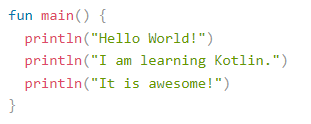 fun main() {
  println("Hello World!")
  println("I am learning Kotlin.")
  println("It is awesome!")
}